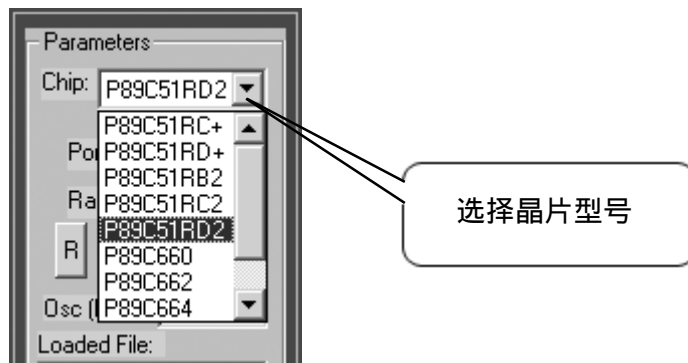 Parameters
Chip: P89C51RD2
P89C51RC+
P89C51RD+
P89C51RB2
P89C51RC2
P89C51RD2
P89C660
P89C662
P89C664
R
Osc (
Loaded File:
选择晶片型号